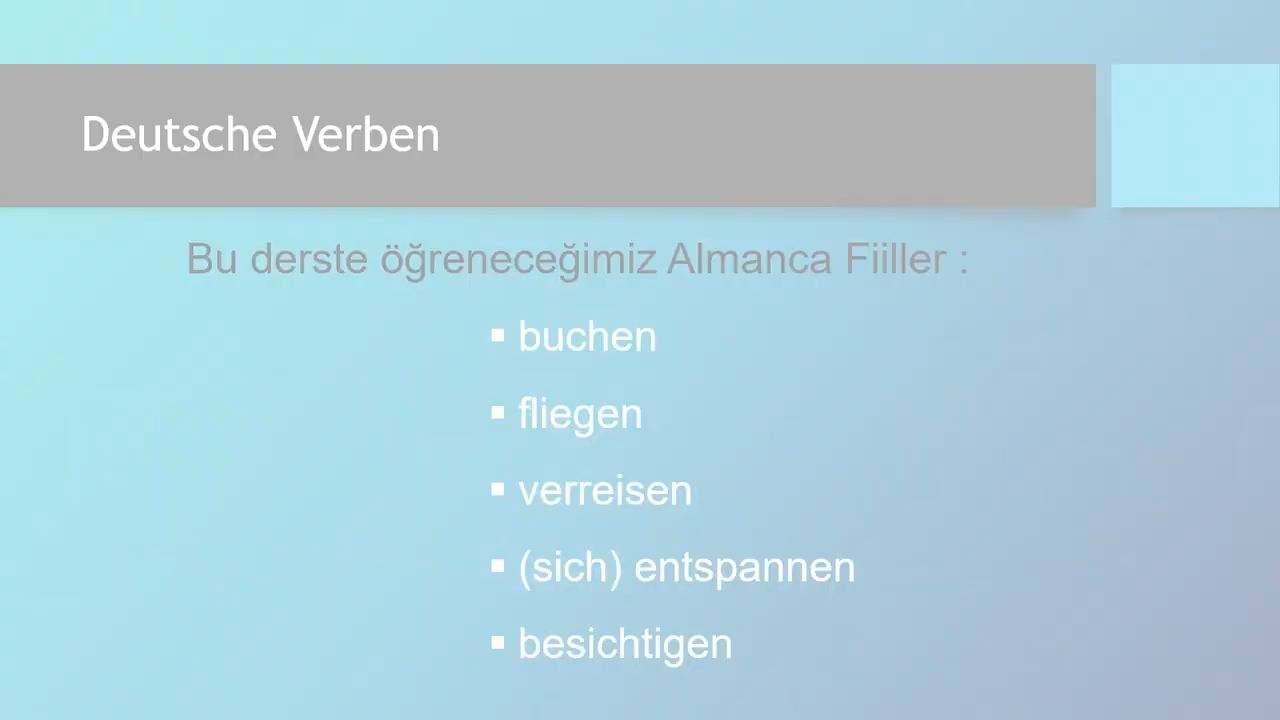 Deutsche Verben
Bu derste öğreneceğimiz Almanca Fiiller :
▪ buchen
▪ fliegen
▪ verreisen
▪ (sich) entspannen
▪ besichtigen